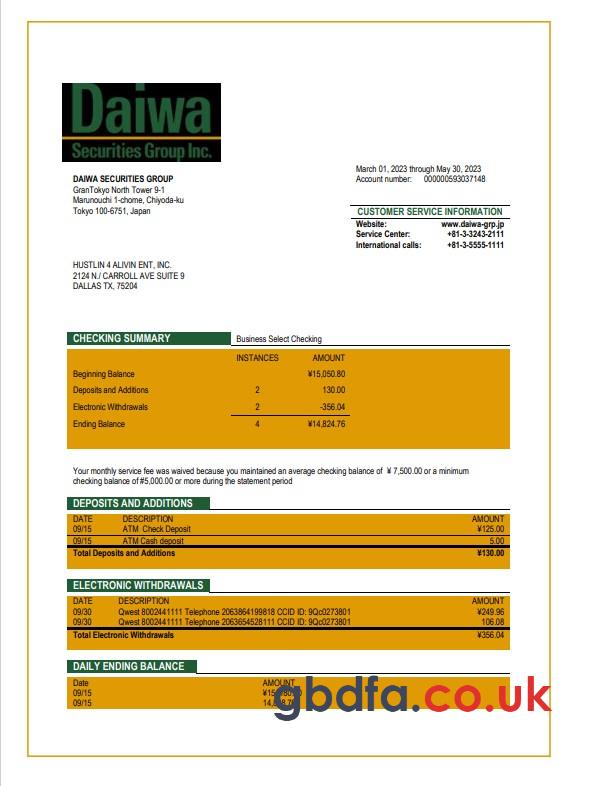 Daiwa
Securities Group Inc.
DAIWA SECURITIES GROUP
GranTokyo North Tower 9-1
Marunouchi 1-chome, Chiyoda-ku
Tokyo 100-6751, Japan
March 01, 2023 through May 30, 2023
Account number: 000000593037148
CUSTOMER SERVICE INFORMATION
Website: www.daiwa-grp.jp
Service Center: +81-3-3243-2111
International calls: +81-3-5555-1111
HUSTLIN 4 ALIVIN ENT, INC.
2124 N./ CARROLL AVE SUITE 9
DALLAS TX, 75204
CHECKING SUMMARY Business Select Checking
INSTANCES AMOUNT
Beginning Balance ¥15,050.80
Deposits and Additions 2 130.00
Electronic Withdrawals 2 -356.04
Ending Balance 4 ¥14,824.76
Your monthly service fee was waived because you maintained an average checking balance of ¥ 7,500.00 or a minimum
checking balance of #5,000.00 or more during the statement period
DEPOSITS AND ADDITIONS
DATE DESCRIPTION AMOUNT
09/15 ATM Check Deposit ¥125.00
09/15 ATM Cash deposit 5.00
Total Deposits and Additions ¥130.00
ELECTRONIC WITHDRAWALS
DATE DESCRIPTION AMOUNT
09/30 Qwest 8002441111 Telephone 2063864199818 CCID ID: 9Qc0273801 ¥249.96
09/30 Qwest 8002441111 Telephone 2063654528111 CCID ID: 9Qc0273801 106.08
Total Electronic Withdrawals ¥356.04
DAILY ENDING BALANCE
Date AMOUNT
09/15
09/15
gbdfa.co.uk